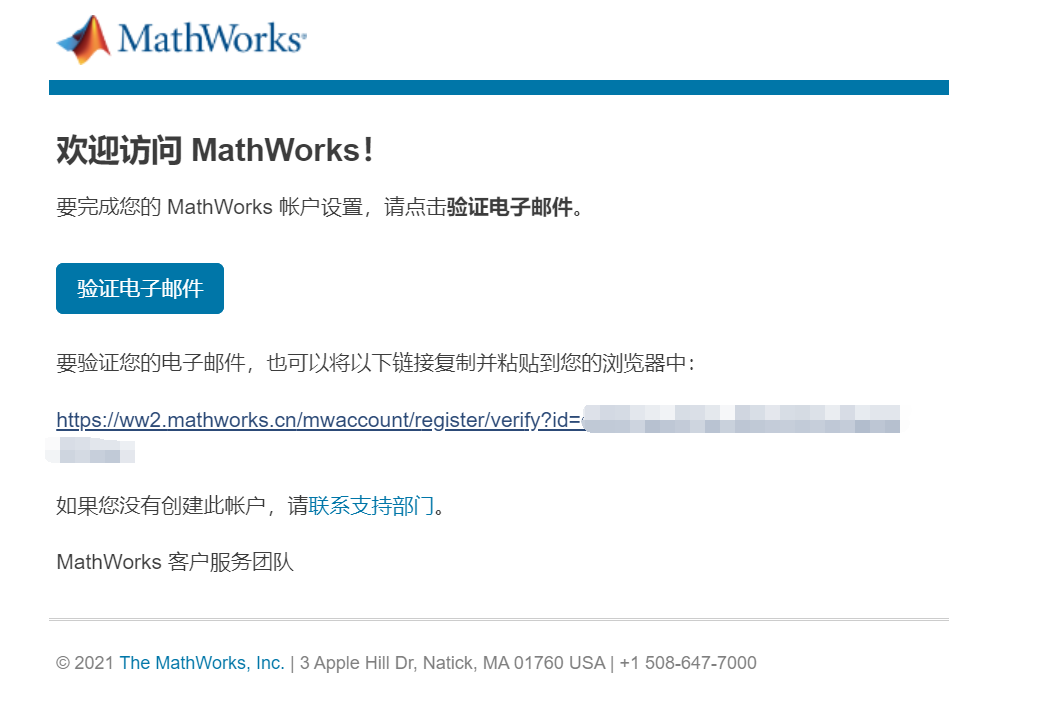 MathWorks®
欢迎访问 MathWorks!
要完成您的 MathWorks 帐户设置，请点击验证电子邮件。
验证电子邮件
要验证您的电子邮件，也可以将以下链接复制并粘贴到您的浏览器中：
https://ww2.mathworks.cn/mwaccount/register/verify?id=
如果您没有创建此帐户，请联系支持部门。
MathWorks 客户服务团队
© 2021 The MathWorks, Inc. | 3 Apple Hill Dr, Natick, MA 01760 USA | +1 508-647-7000